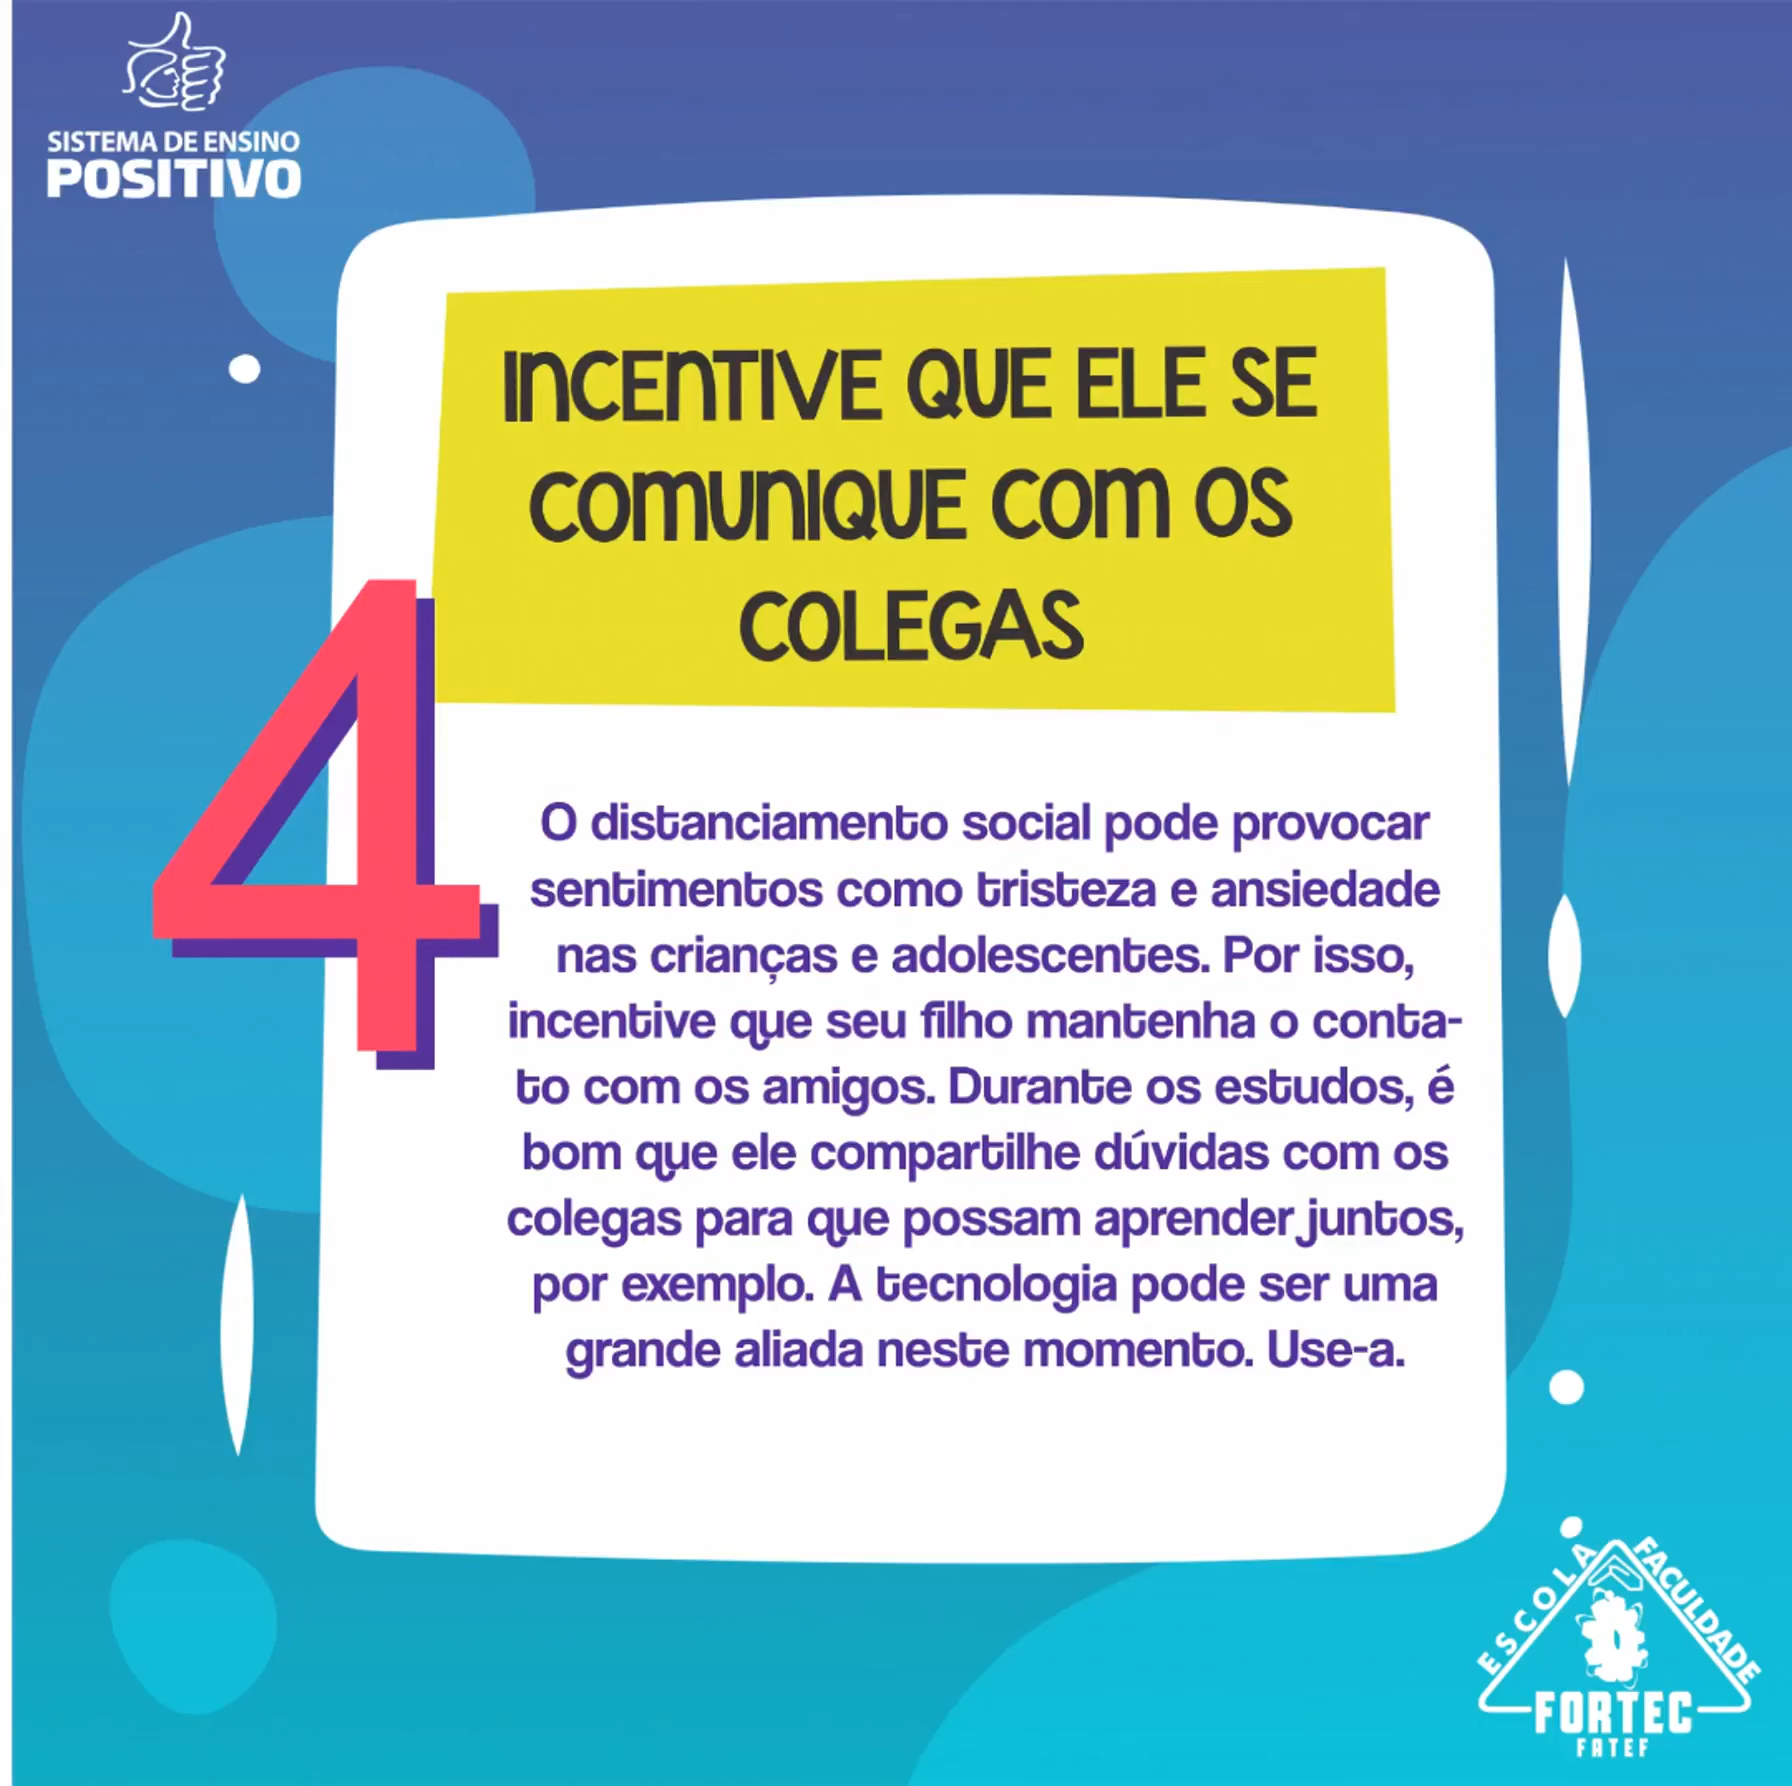 SISTEMA DE ENSINO
POSITIVO
INCENTIVE QUE ELE SE
COMUNIQUE COM OS
COLEGAS
4
O distanciamento social pode provocar
sentimentos como tristeza e ansiedade
nas crianças e adolescentes. Por isso,
incentive que seu filho mantenha o conta-
to com os amigos. Durante os estudos, é
bom que ele compartilhe dúvidas com os
colegas para que possam aprender juntos,
por exemplo. A tecnologia pode ser uma
grande aliada neste momento. Use-a.
ESCOLA
FACULDADE
FORTEC
FATEF